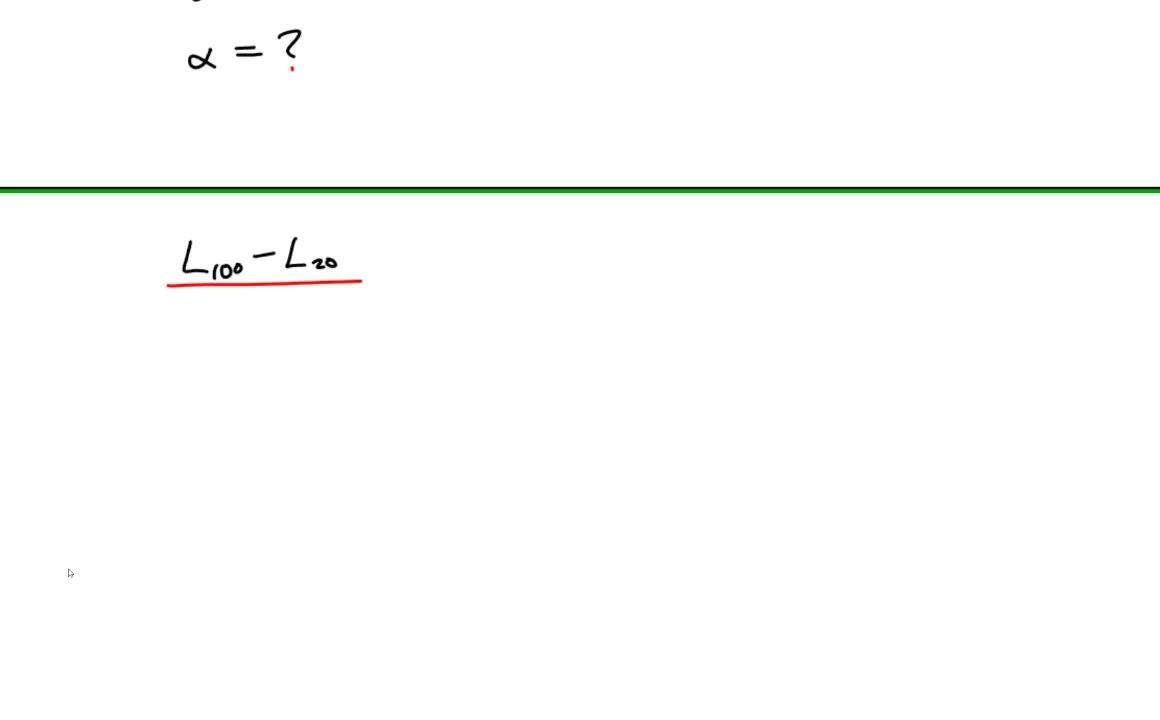 α = ?
L₁₀₀ - L₂₀